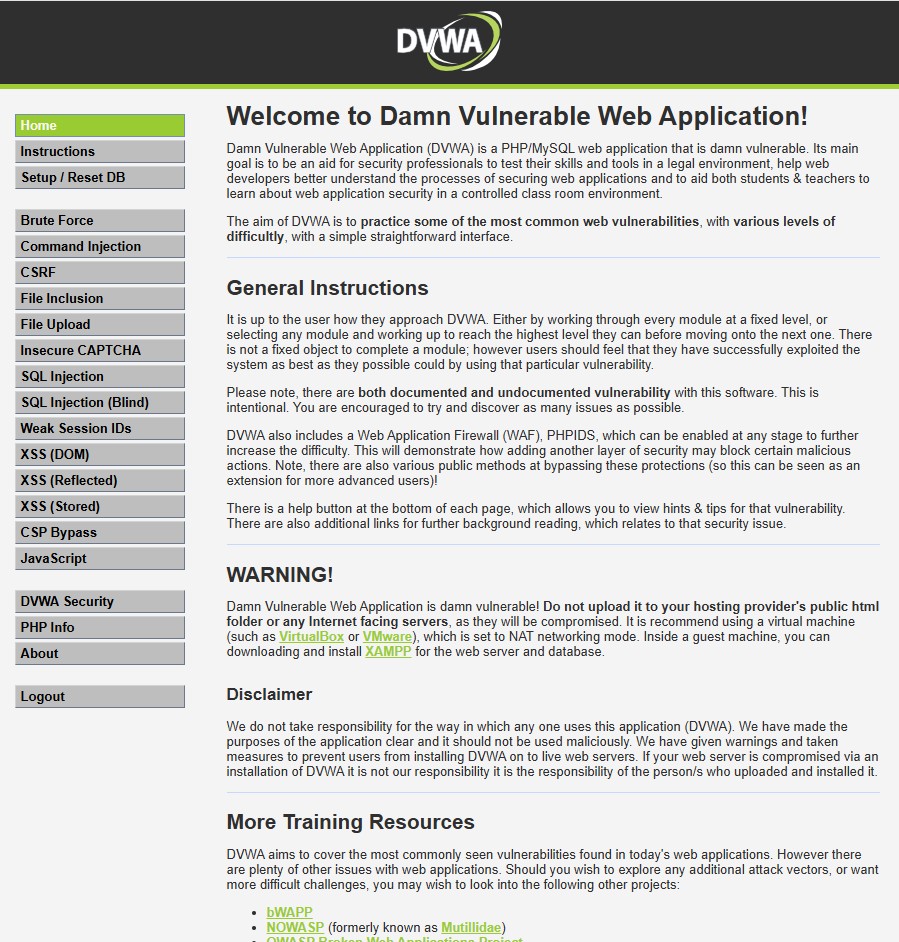 DVWA
Home
Instructions
Setup / Reset DB
Brute Force
Command Injection
CSRF
File Inclusion
File Upload
Insecure CAPTCHA
SQL Injection
SQL Injection (Blind)
Weak Session IDs
XSS (DOM)
XSS (Reflected)
XSS (Stored)
CSP Bypass
JavaScript
DVWA Security
PHP Info
About
Logout
Welcome to Damn Vulnerable Web Application!
Damn Vulnerable Web Application (DVWA) is a PHP/MySQL web application that is damn vulnerable. Its main
goal is to be an aid for security professionals to test their skills and tools in a legal environment, help web
developers better understand the processes of securing web applications and to aid both students & teachers to
learn about web application security in a controlled class room environment.
The aim of DVWA is to practice some of the most common web vulnerabilities, with various levels of
difficultly, with a simple straightforward interface.
General Instructions
It is up to the user how they approach DVWA. Either by working through every module at a fixed level, or
selecting any module and working up to reach the highest level they can before moving onto the next one. There
is not a fixed object to complete a module; however users should feel that they have successfully exploited the
system as best as they possible could by using that particular vulnerability.
Please note, there are both documented and undocumented vulnerability with this software. This is
intentional. You are encouraged to try and discover as many issues as possible.
DVWA also includes a Web Application Firewall (WAF), PHPIDS, which can be enabled at any stage to further
increase the difficulty. This will demonstrate how adding another layer of security may block certain malicious
actions. Note, there are also various public methods at bypassing these protections (so this can be seen as an
extension for more advanced users)!
There is a help button at the bottom of each page, which allows you to view hints & tips for that vulnerability.
There are also additional links for further background reading, which relates to that security issue.
WARNING!
Damn Vulnerable Web Application is damn vulnerable! Do not upload it to your hosting provider's public html
folder or any Internet facing servers, as they will be compromised. It is recommend using a virtual machine
(such as VirtualBox or VMware), which is set to NAT networking mode. Inside a guest machine, you can
downloading and install XAMPP for the web server and database.
Disclaimer
We do not take responsibility for the way in which any one uses this application (DVWA). We have made the
purposes of the application clear and it should not be used maliciously. We have given warnings and taken
measures to prevent users from installing DVWA on to live web servers. If your web server is compromised via an
installation of DVWA it is not our responsibility it is the responsibility of the person/s who uploaded and installed it.
More Training Resources
DVWA aims to cover the most commonly seen vulnerabilities found in today's web applications. However there
are plenty of other issues with web applications. Should you wish to explore any additional attack vectors, or want
more difficult challenges, you may wish to look into the following other projects:
bWAPP
NOWASP (formerly known as Mutillidae)
OWASP Broken Web Applications Project